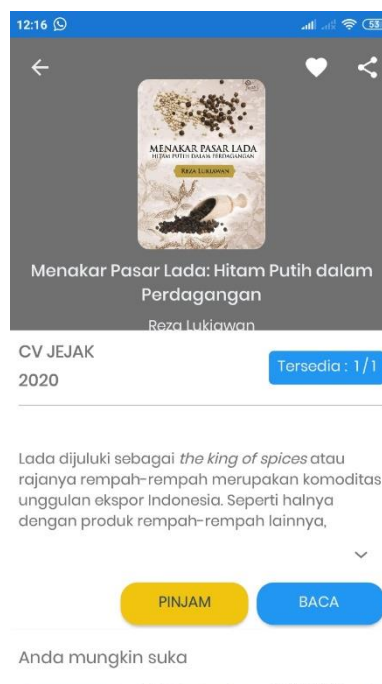 12:16
53
MENAKAR PASAR LADA
HITAM PUTIH DALAM PERDAGANGAN
REZA LUKIAWAN
Menakar Pasar Lada: Hitam Putih dalam
Perdagangan
Reza Lukiawan
CV JEJAK
2020
Tersedia : 1/1
Lada dijuluki sebagai the king of spices atau
rajanya rempah-rempah merupakan komoditas
unggulan ekspor Indonesia. Seperti halnya
dengan produk rempah-rempah lainnya,
PINJAM
BACA
Anda mungkin suka